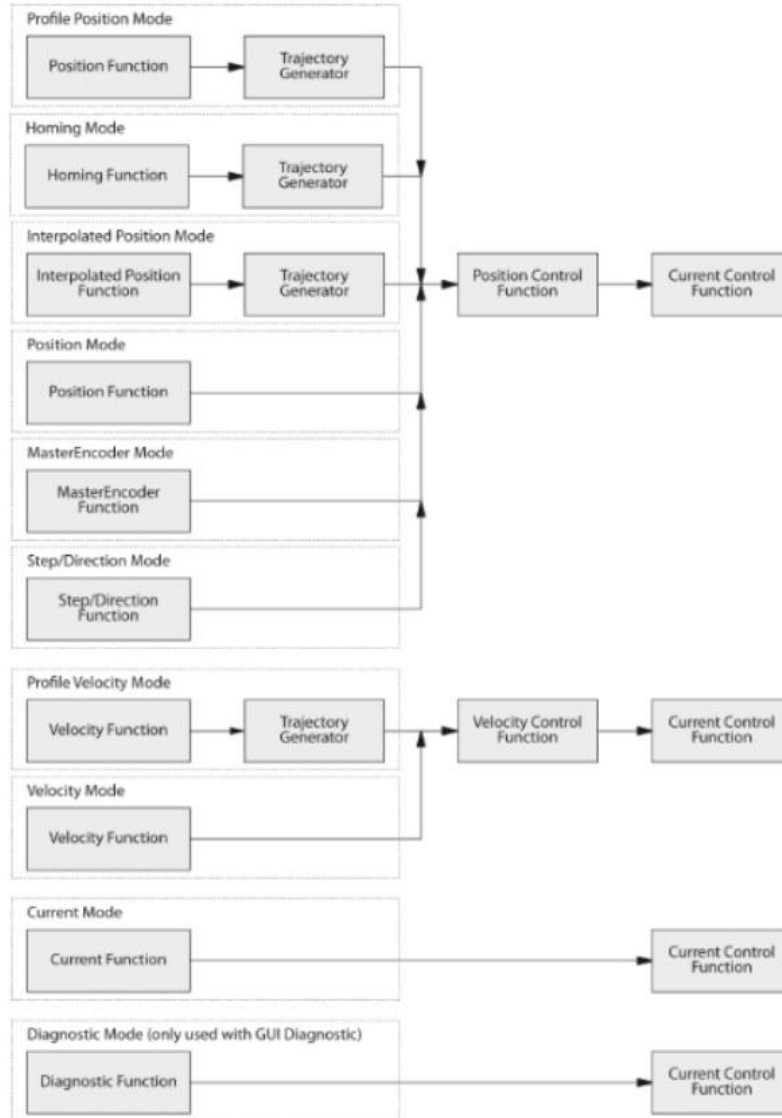 Profile Position Mode
Position Function
Trajectory
Generator
Homing Mode
Homing Function
Trajectory
Generator
Interpolated Position Mode
Interpolated Position
Function
Trajectory
Generator
Position Control
Function
Current Control
Function
Position Mode
Position Function
MasterEncoder Mode
MasterEncoder
Function
Step/Direction Mode
Step/Direction
Function
Profile Velocity Mode
Velocity Function
Trajectory
Generator
Velocity Control
Function
Current Control
Function
Velocity Mode
Velocity Function
Current Mode
Current Function
Current Control
Function
Diagnostic Mode (only used with GUI Diagnostic)
Diagnostic Function
Current Control
Function